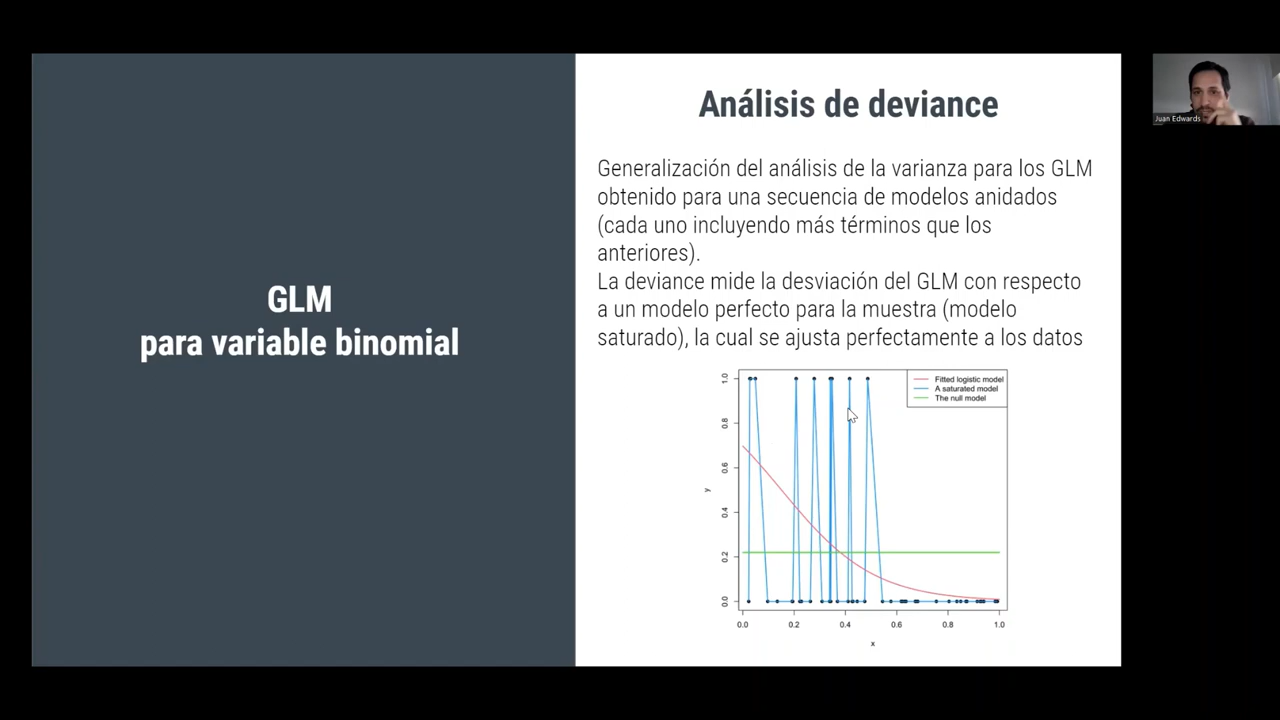 GLM
para variable binomial
Análisis de deviance
Generalización del análisis de la varianza para los GLM
obtenido para una secuencia de modelos anidados
(cada uno incluyendo más términos que los
anteriores).
La deviance mide la desviación del GLM con respecto
a un modelo perfecto para la muestra (modelo
saturado), la cual se ajusta perfectamente a los datos
Fitted logistic model
A saturated model
The null model
1.0
0.8
0.6
0.4
0.2
0.0
y
0.0 0.2 0.4 0.6 0.8 1.0
x
Juan Edwards